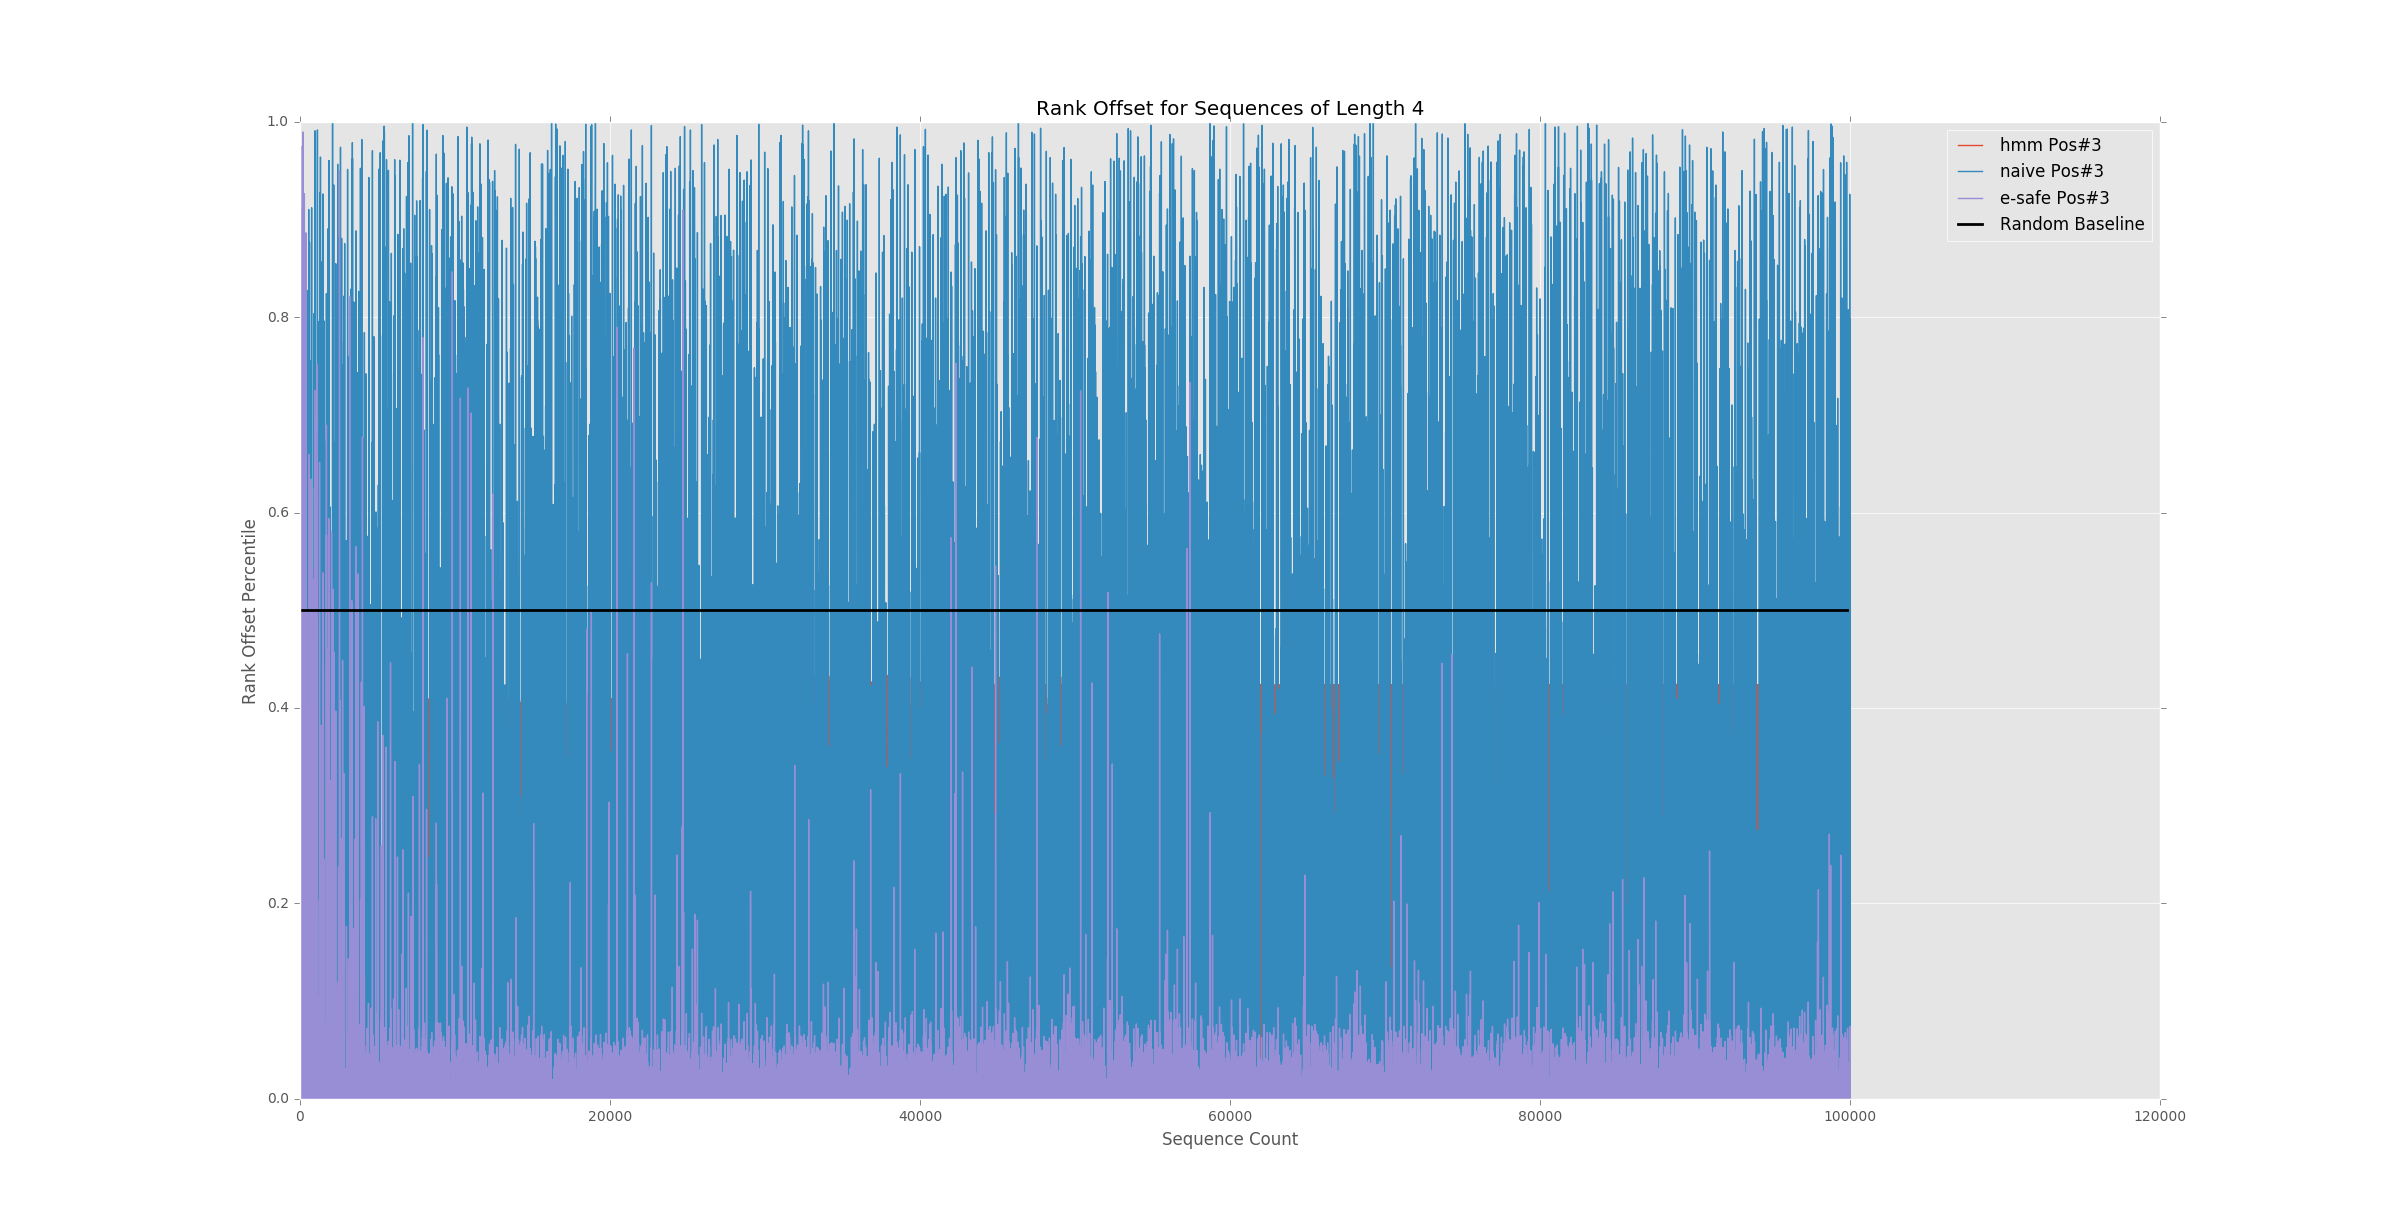 Rank Offset for Sequences of Length 4
1.0
0.8
0.6
0.4
0.2
0.0
Rank Offset Percentile
hmm Pos#3
naive Pos#3
e-safe Pos#3
Random Baseline
0 20000 40000 60000 80000 100000 120000
Sequence Count